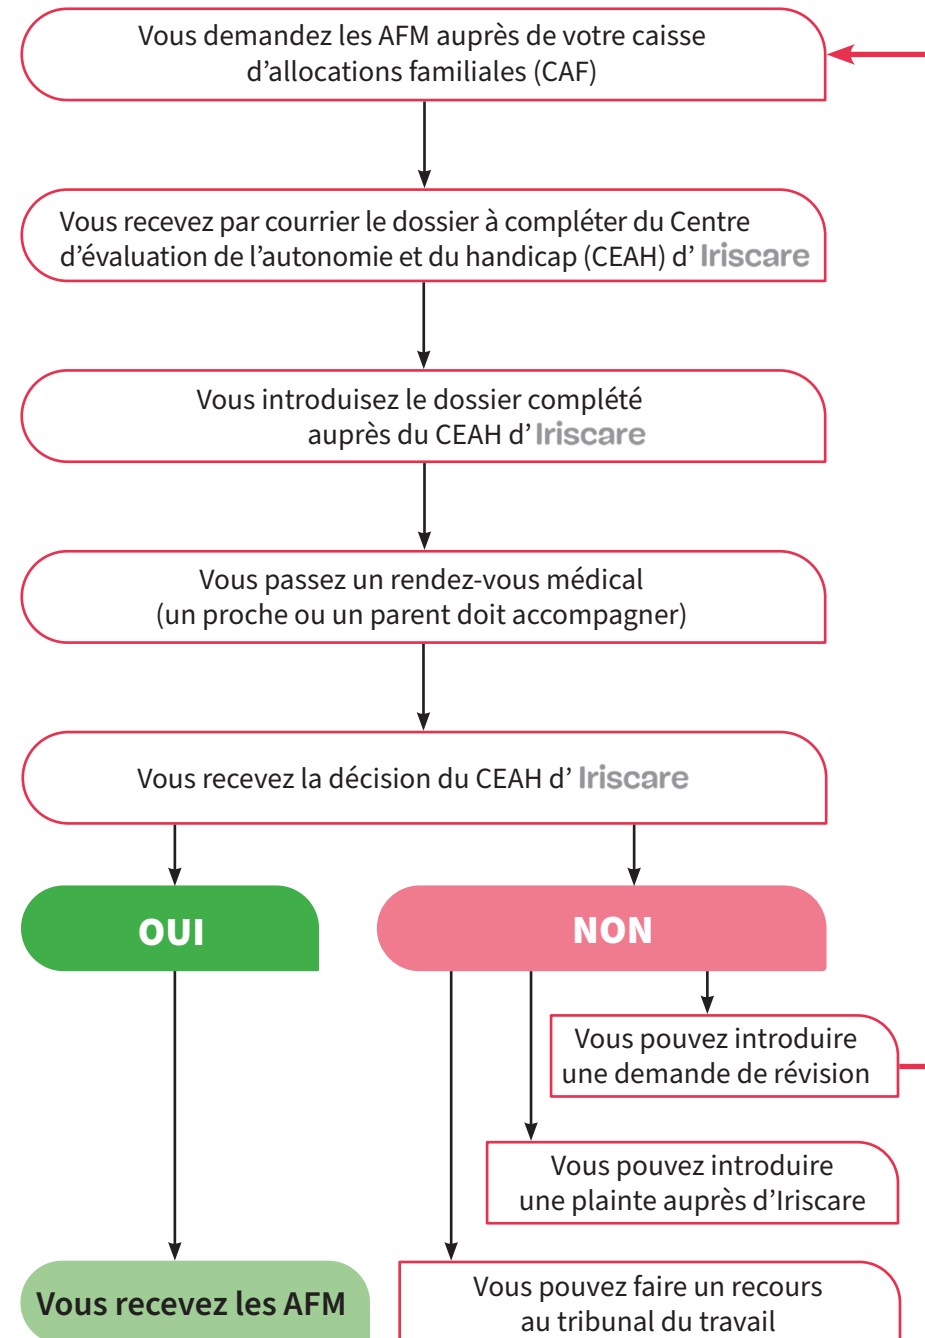 Vous demandez les AFM auprès de votre caisse
d'allocations familiales (CAF)
Vous recevez par courrier le dossier à compléter du Centre
d'évaluation de l'autonomie et du handicap (CEAH) d' Iriscare
Vous introduisez le dossier complété
auprès du CEAH d' Iriscare
Vous passez un rendez-vous médical
(un proche ou un parent doit accompagner)
Vous recevez la décision du CEAH d' Iriscare
OUI
NON
Vous pouvez introduire
une demande de révision
Vous pouvez introduire
une plainte auprès d'Iriscare
Vous recevez les AFM
Vous pouvez faire un recours
au tribunal du travail